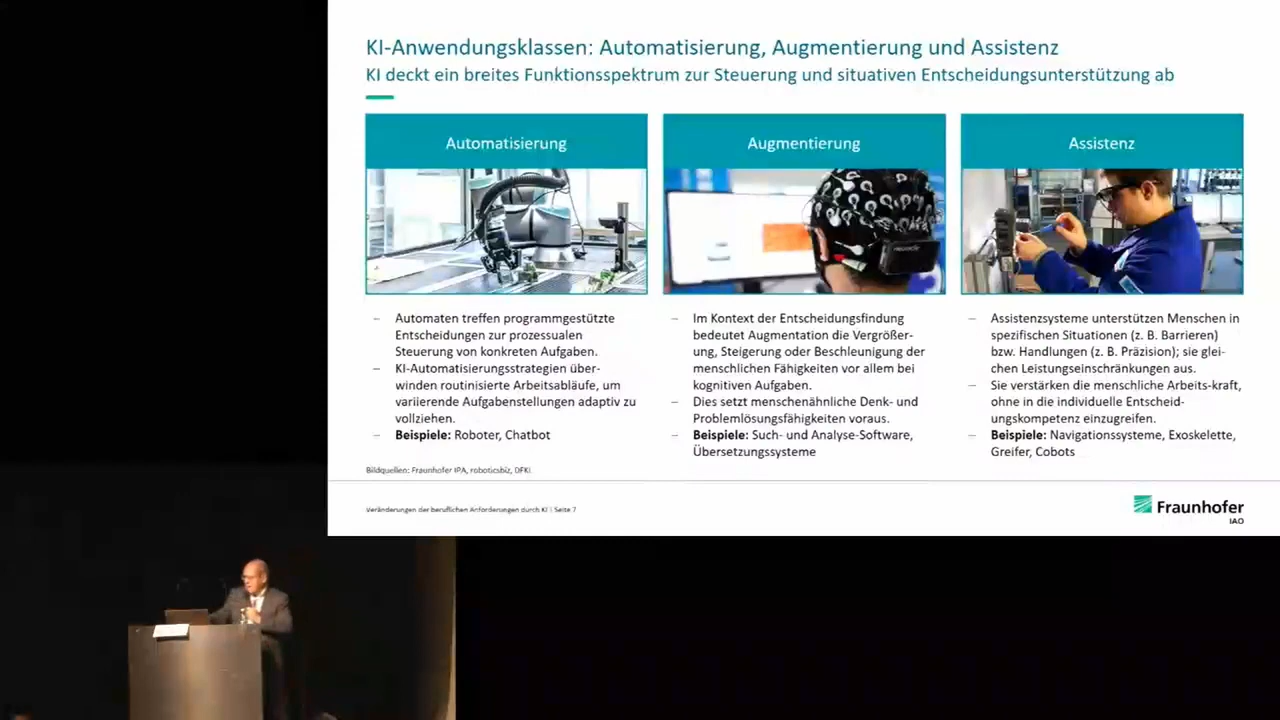 KI-Anwendungsklassen: Automatisierung, Augmentierung und Assistenz
KI deckt ein breites Funktionsspektrum zur Steuerung und situativen Entscheidungsunterstützung ab
Automatisierung
– Automaten treffen programmgestützte
Entscheidungen zur prozessualen
Steuerung von konkreten Aufgaben.
– KI-Automatisierungsstrategien über-
winden routinisierte Arbeitsabläufe, um
variierende Aufgabenstellungen adaptiv zu
vollziehen.
– Beispiele: Roboter, Chatbot
Augmentierung
– Im Kontext der Entscheidungsfindung
bedeutet Augmentation die Vergrößer-
ung, Steigerung oder Beschleunigung der
menschlichen Fähigkeiten vor allem bei
kognitiven Aufgaben.
– Dies setzt menschenähnliche Denk- und
Problemlösungsfähigkeiten voraus.
– Beispiele: Such- und Analyse-Software,
Übersetzungssysteme
Assistenz
– Assistenzsysteme unterstützen Menschen in
spezifischen Situationen (z. B. Barrieren)
bzw. Handlungen (z. B. Präzision); sie glei-
chen Leistungseinschränkungen aus.
– Sie verstärken die menschliche Arbeits-kraft,
ohne in die individuelle Entscheid-
ungskompetenz einzugreifen.
– Beispiele: Navigationssysteme, Exoskelette,
Greifer, Cobots
Bildquellen: Fraunhofer IPA, roboticsbiz, DFKI.
Veränderungen der beruflichen Anforderungen durch KI | Seite 7
Fraunhofer
IAO